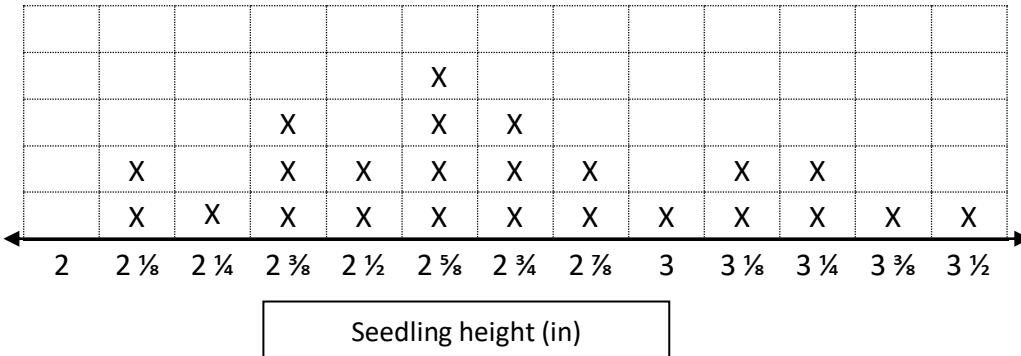 X
X X X
X X X X X X X X
X X X X X X X X X X X X
2 2 ⅛ 2 ¼ 2 ⅜ 2 ½ 2 ⅝ 2 ¾ 2 ⅞ 3 3 ⅛ 3 ¼ 3 ⅜ 3 ½
Seedling height (in)